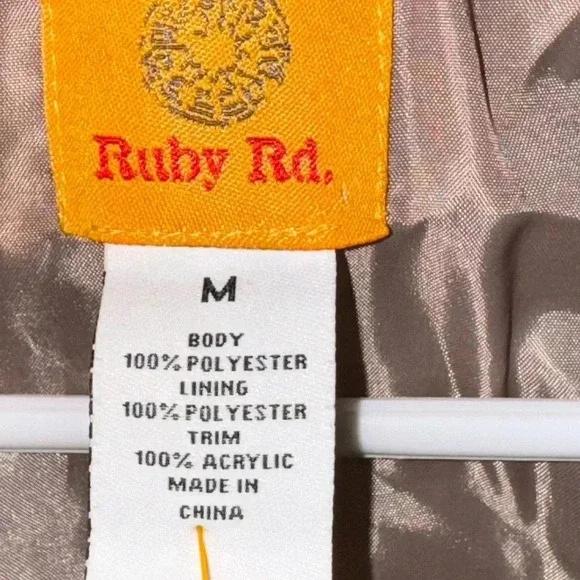 Ruby Rd.
M
BODY
100% POLYESTER
LINING
100% POLYESTER
TRIM
100% ACRYLIC
MADE IN
CHINA